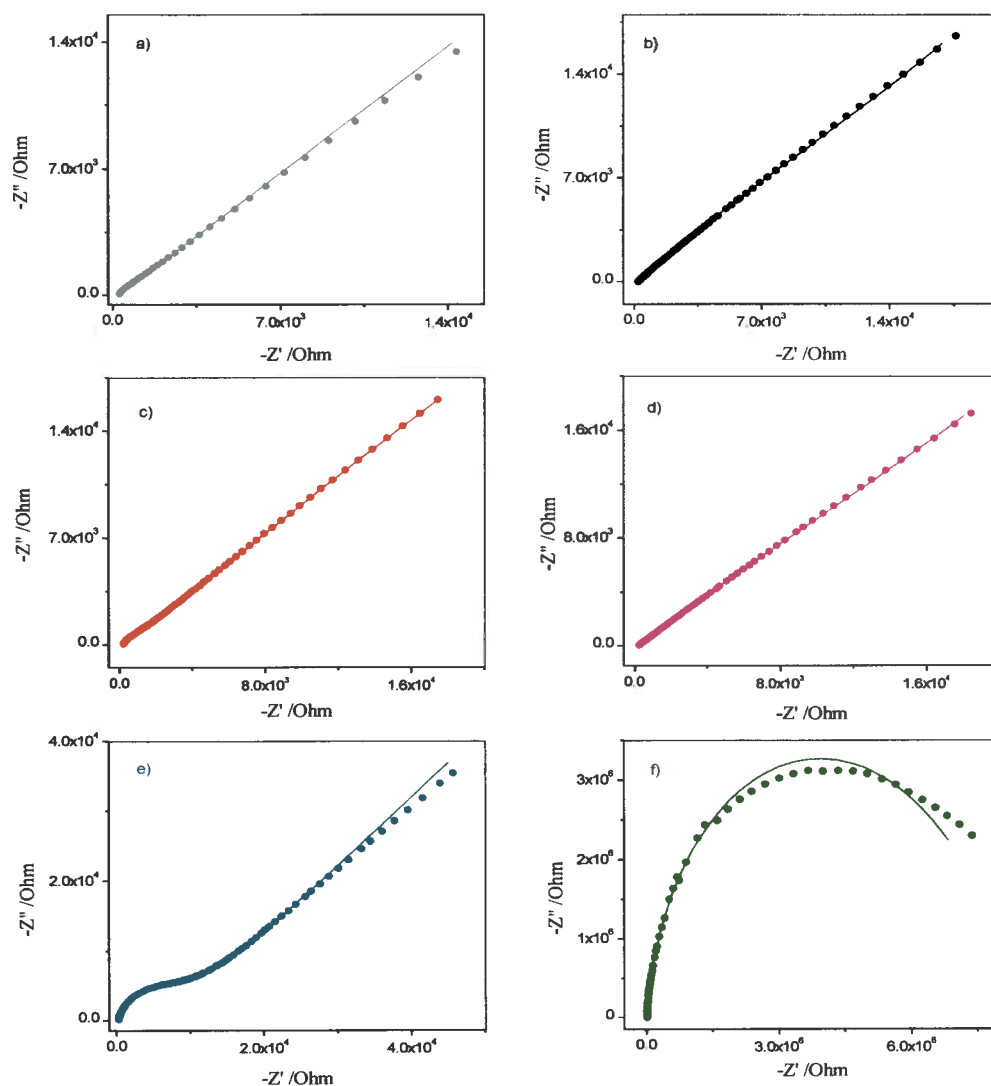 a)
1.4x10⁴
7.0x10³
0.0
-Z" /Ohm
0.0
7.0x10³
1.4x10⁴
-Z' /Ohm
b)
1.4x10⁴
7.0x10³
0.0
-Z" /Ohm
0.0
7.0x10³
1.4x10⁴
-Z' /Ohm
c)
1.4x10⁴
7.0x10³
0.0
-Z" /Ohm
0.0
8.0x10³
1.6x10⁴
-Z' /Ohm
d)
1.6x10⁴
8.0x10³
0.0
-Z" /Ohm
0.0
8.0x10³
1.6x10⁴
-Z' /Ohm
e)
4.0x10⁴
2.0x10⁴
0.0
-Z" /Ohm
0.0
2.0x10⁴
4.0x10⁴
-Z' /Ohm
f)
3x10⁶
2x10⁶
1x10⁶
0
-Z" /Ohm
0.0
3.0x10⁶
6.0x10⁶
-Z' /Ohm